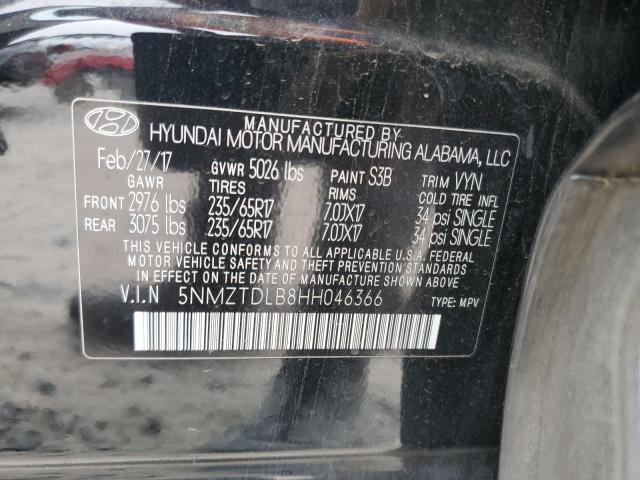 MANUFACTURED BY
HYUNDAI MOTOR MANUFACTURING ALABAMA, LLC
Feb/27/17 GVWR 5026 lbs PAINT S3B TRIM VYN
GAWR TIRES RIMS COLD TIRE INFL
FRONT 2976 lbs 235/65R17 7.0JX17 34 psi SINGLE
REAR 3075 lbs 235/65R17 7.0JX17 34 psi SINGLE
THIS VEHICLE CONFORMS TO ALL APPLICABLE U.S.A. FEDERAL
MOTOR VEHICLE SAFETY AND THEFT PREVENTION STANDARDS
IN EFFECT ON THE DATE OF MANUFACTURE SHOWN ABOVE.
V.I.N 5NMZTDLB8HH046366 TYPE: MPV